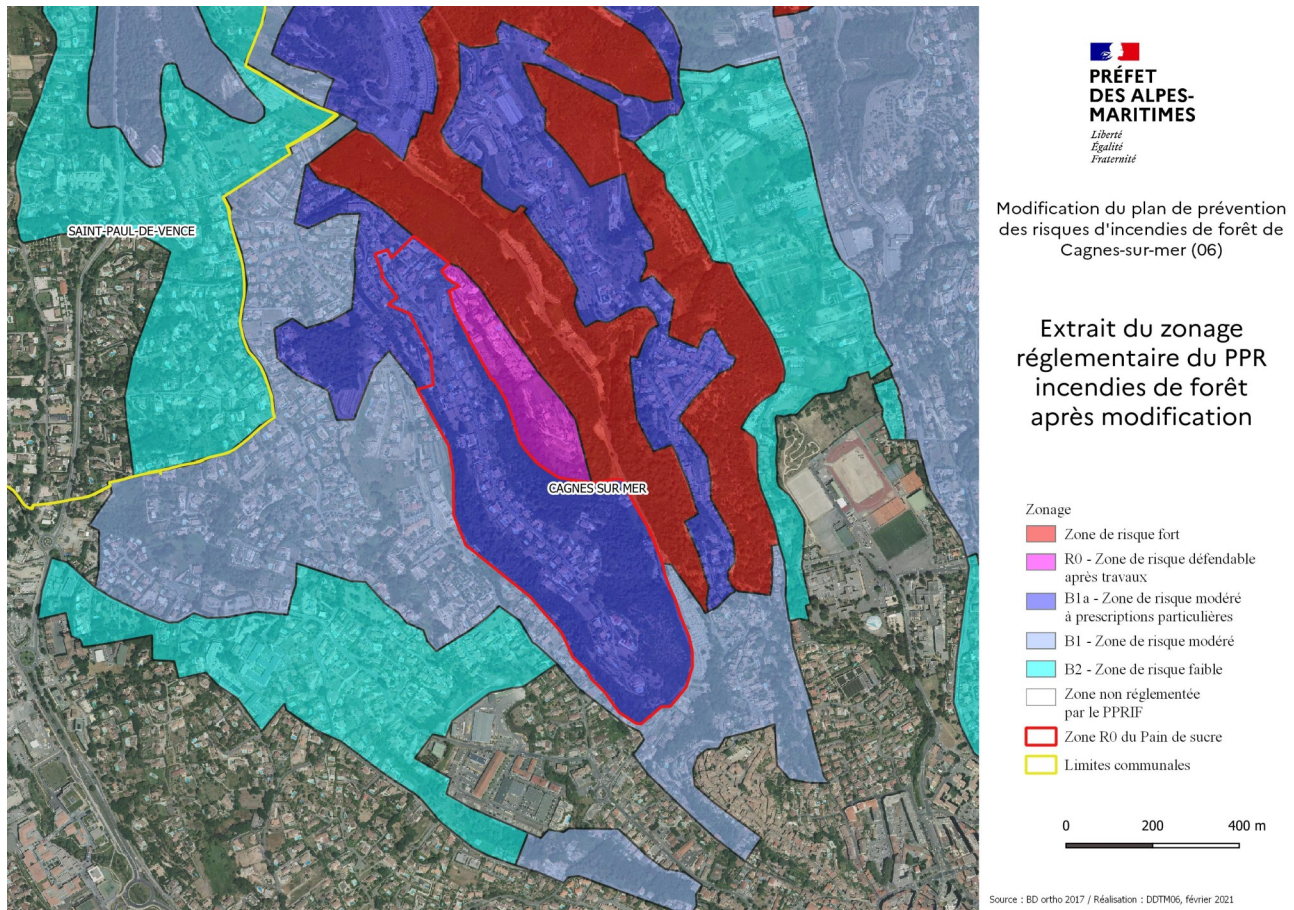 SAINT-PAUL-DE-VENCE
CAGNES SUR MER
PRÉFET
DES ALPES-
MARITIMES
Liberté
Égalité
Fraternité
Modification du plan de prévention
des risques d'incendies de forêt de
Cagnes-sur-mer (06)
Extrait du zonage
réglementaire du PPR
incendies de forêt
après modification
Zonage
Zone de risque fort
R0 - Zone de risque défendable
après travaux
B1a - Zone de risque modéré
à prescriptions particulières
B1 - Zone de risque modéré
B2 - Zone de risque faible
Zone non réglementée
par le PPRIF
Zone R0 du Pain de sucre
Limites communales
0 200 400 m
Source : BD ortho 2017 / Réalisation : DDTM06, février 2021